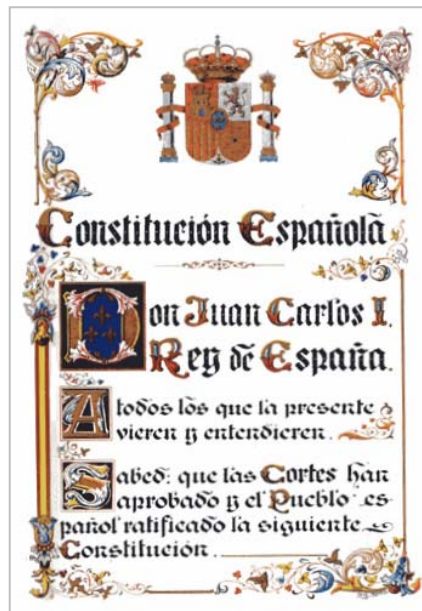 Constitución Española
Don Juan Carlos I,
Rey de España.
A todos los que la presente
vieren y entendieren.
Sabed: que las Cortes han
aprobado y el Pueblo es-
pañol ratificado la siguiente
Constitución.